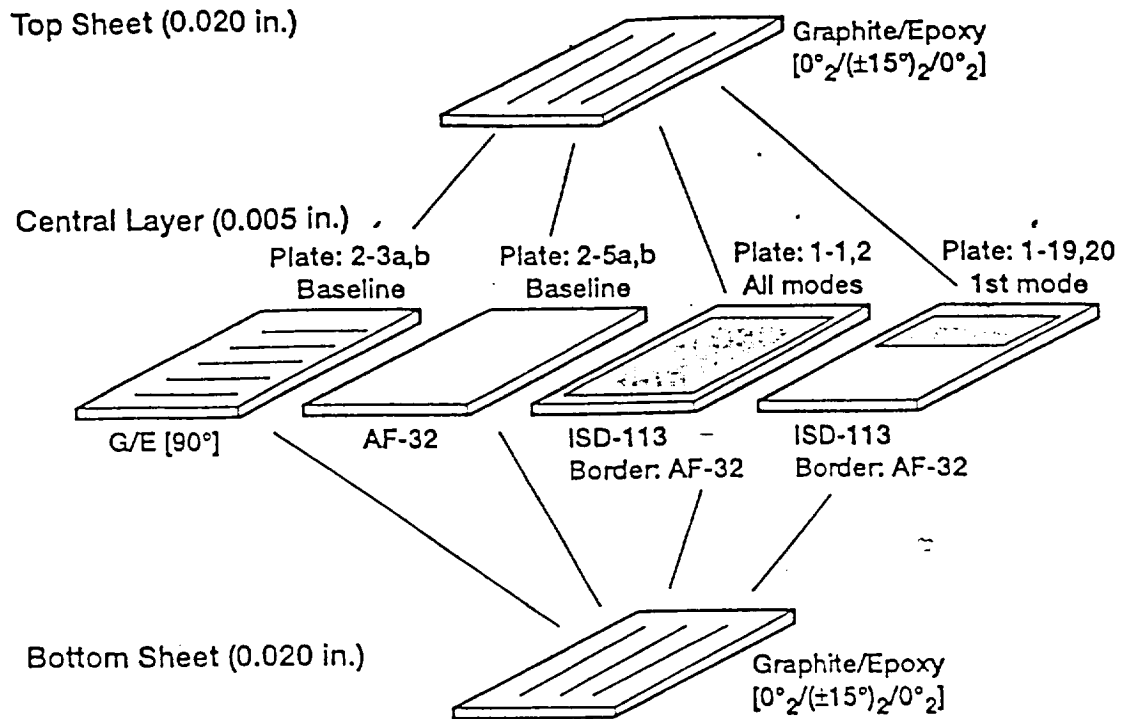 Top Sheet (0.020 in.)
Graphite/Epoxy
[0°₂/(±15°)₂/0°₂]
Central Layer (0.005 in.)
Plate: 2-3a,b
Baseline
Plate: 2-5a,b
Baseline
Plate: 1-1,2
All modes
Plate: 1-19,20
1st mode
G/E [90°]
AF-32
ISD-113
Border: AF-32
ISD-113
Border: AF-32
Bottom Sheet (0.020 in.)
Graphite/Epoxy
[0°₂/(±15°)₂/0°₂]